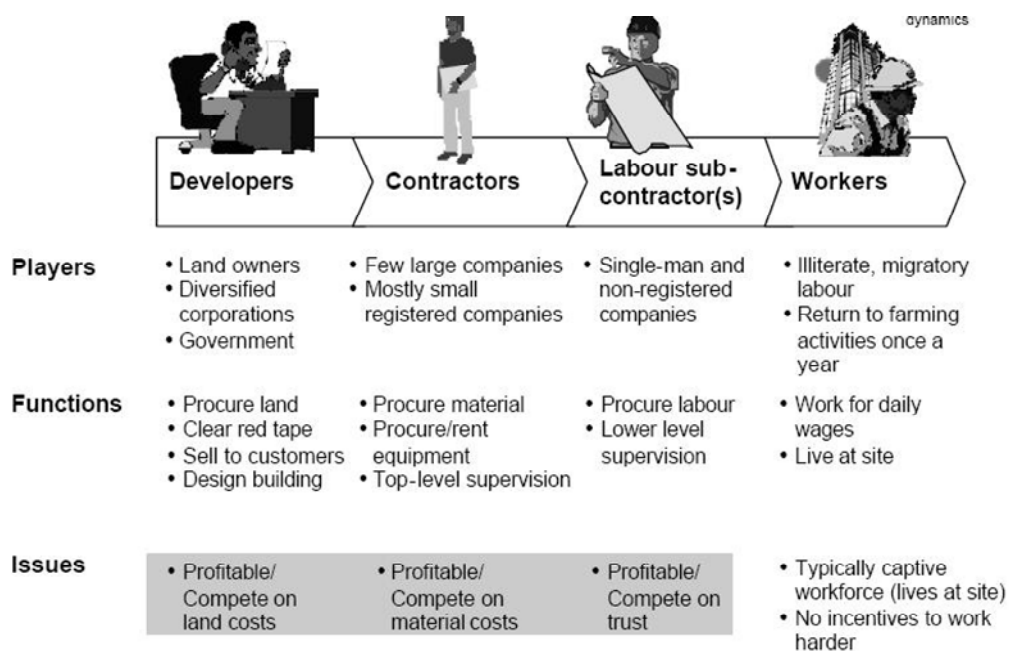 dynamics
Developers
Contractors
Labour sub-
contractor(s)
Workers
Players
• Land owners
• Diversified
corporations
• Government
• Few large companies
• Mostly small
registered companies
• Single-man and
non-registered
companies
• Illiterate, migratory
labour
• Return to farming
activities once a
year
Functions
• Procure land
• Clear red tape
• Sell to customers
• Design building
• Procure material
• Procure/rent
equipment
• Top-level supervision
• Procure labour
• Lower level
supervision
• Work for daily
wages
• Live at site
Issues
• Profitable/
Compete on
land costs
• Profitable/
Compete on
material costs
• Profitable/
Compete on
trust
• Typically captive
workforce (lives at site)
• No incentives to work
harder